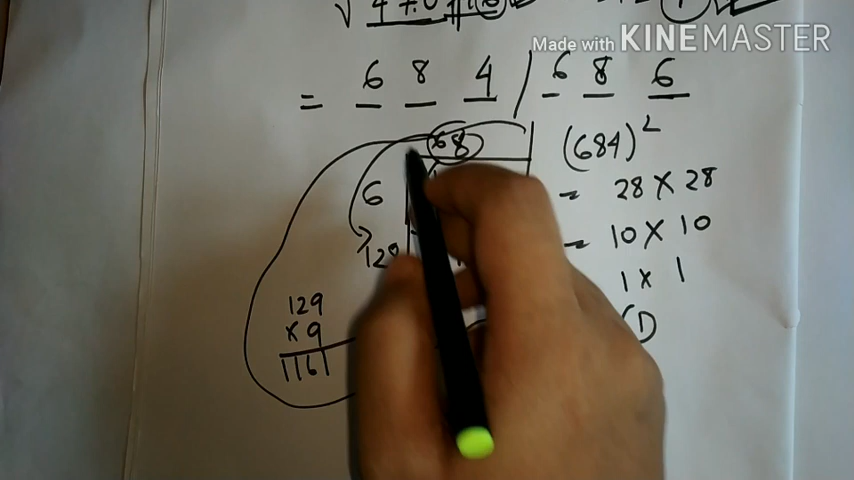 Made with KINEMASTER
= 6 8 4 / 6 8 6
68 (684)²
6 = 28 × 28
128 = 10 × 10
129 1 × 1
× 9
1161